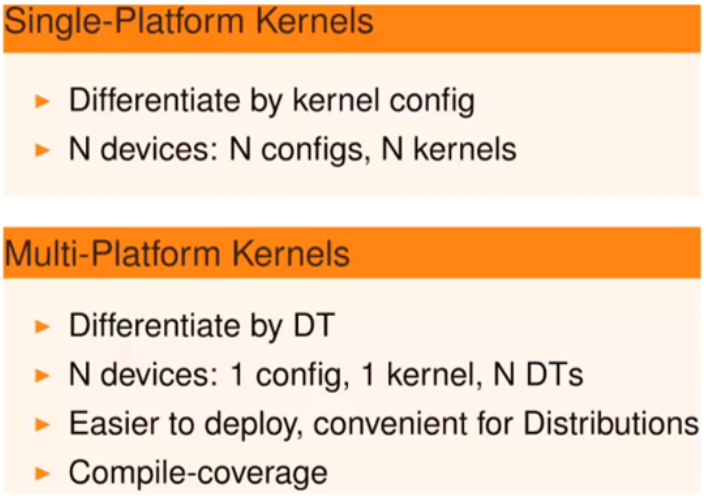 Single-Platform Kernels
Differentiate by kernel config
N devices: N configs, N kernels
Multi-Platform Kernels
Differentiate by DT
N devices: 1 config, 1 kernel, N DTs
Easier to deploy, convenient for Distributions
Compile-coverage